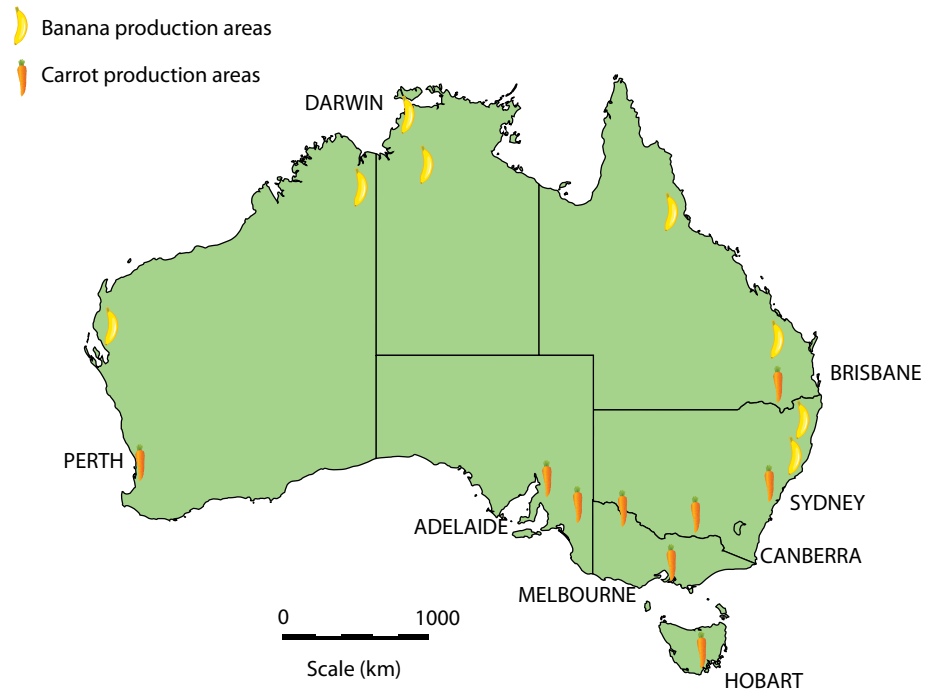 Banana production areas
Carrot production areas
DARWIN
BRISBANE
PERTH
SYDNEY
ADELAIDE
CANBERRA
MELBOURNE
0 1000
Scale (km)
HOBART